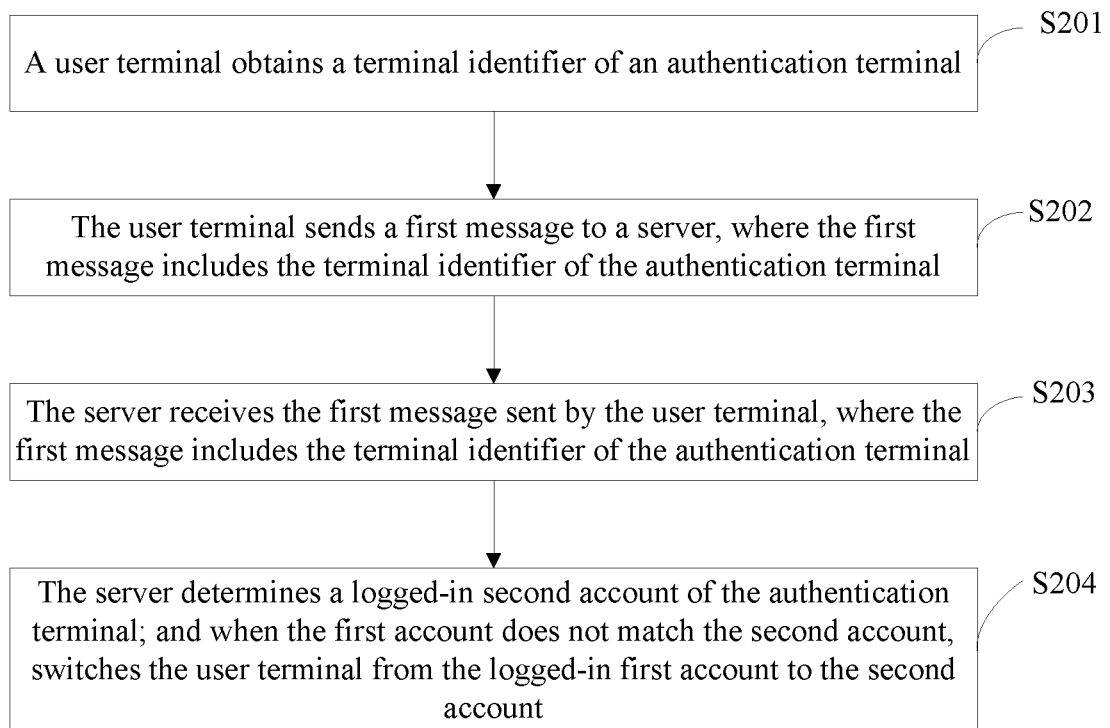 S201
A user terminal obtains a terminal identifier of an authentication terminal
S202
The user terminal sends a first message to a server, where the first
message includes the terminal identifier of the authentication terminal
S203
The server receives the first message sent by the user terminal, where the
first message includes the terminal identifier of the authentication terminal
S204
The server determines a logged-in second account of the authentication
terminal; and when the first account does not match the second account,
switches the user terminal from the logged-in first account to the second
account